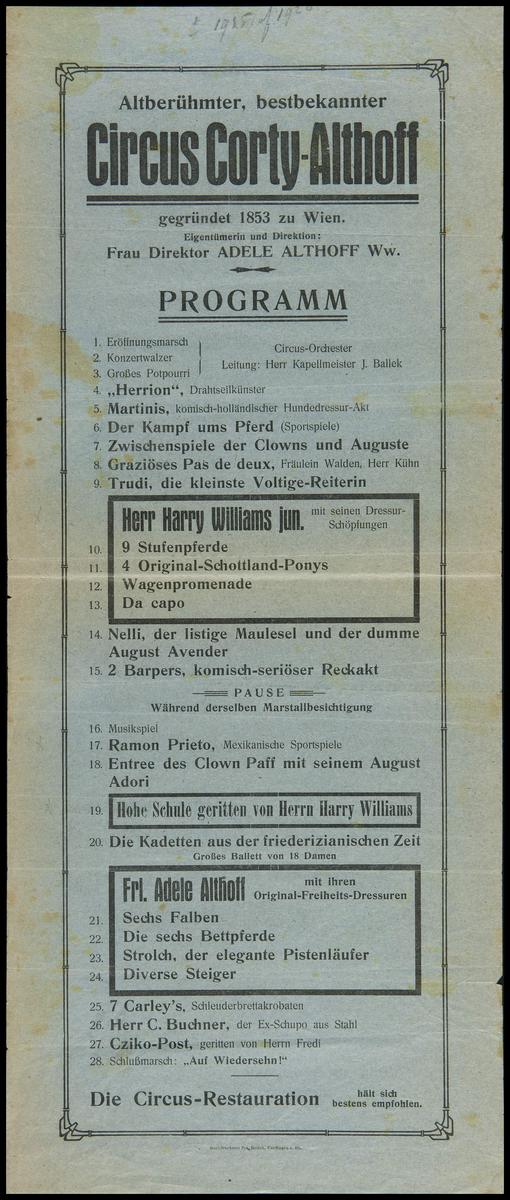 1925 of 1926
Altberühmter, bestbekannter
Circus Corty-Althoff
gegründet 1853 zu Wien.
Eigentümerin und Direktion:
Frau Direktor ADELE ALTHOFF Ww.
PROGRAMM
1. Eröffnungsmarsch
2. Konzertwalzer
3. Großes Potpourri
Circus-Orchester
Leitung: Herr Kapellmeister J. Ballek
4. „Herrion“, Drahtseilkünster
5. Martinis, komisch-holländischer Hundedressur-Akt
6. Der Kampf ums Pferd (Sportspiele)
7. Zwischenspiele der Clowns und Auguste
8. Graziöses Pas de deux, Fräulein Walden, Herr Kühn
9. Trudi, die kleinste Voltige-Reiterin
Herr Harry Williams jun. mit seinen Dressur-
Schöpfungen
10. 9 Stufenpferde
11. 4 Original-Schottland-Ponys
12. Wagenpromenade
13. Da capo
14. Nelli, der listige Maulesel und der dumme
August Avender
15. 2 Barpers, komisch-seriöser Reckakt
PAUSE
Während derselben Marstallbesichtigung
16. Musikspiel
17. Ramon Prieto, Mexikanische Sportspiele
18. Entree des Clown Paff mit seinem August
Adori
19. Hohe Schule geritten von Herrn Harry Williams
20. Die Kadetten aus der friederizianischen Zeit
Großes Ballett von 18 Damen
Frl. Adele Althoff mit ihren
Original-Freiheits-Dressuren
21. Sechs Falben
22. Die sechs Bettpferde
23. Strolch, der elegante Pistenläufer
24. Diverse Steiger
25. 7 Carley's, Schleuderbrettakrobaten
26. Herr C. Buchner, der Ex-Schupo aus Stahl
27. Cziko-Post, geritten von Herrn Fredi
28. Schlußmarsch: „Auf Wiedersehn!“
Die Circus-Restauration hält sich
bestens empfohlen.